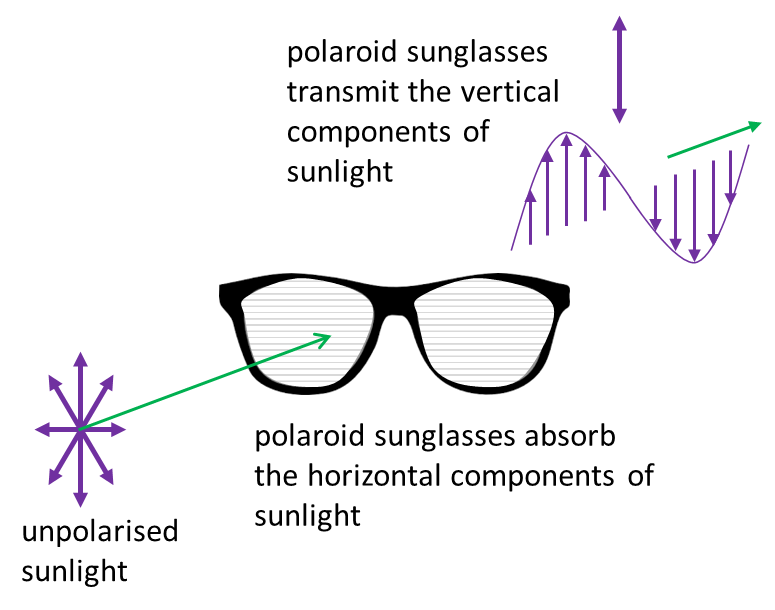 polaroid sunglasses
transmit the vertical
components of
sunlight
polaroid sunglasses absorb
the horizontal components of
sunlight
unpolarised
sunlight